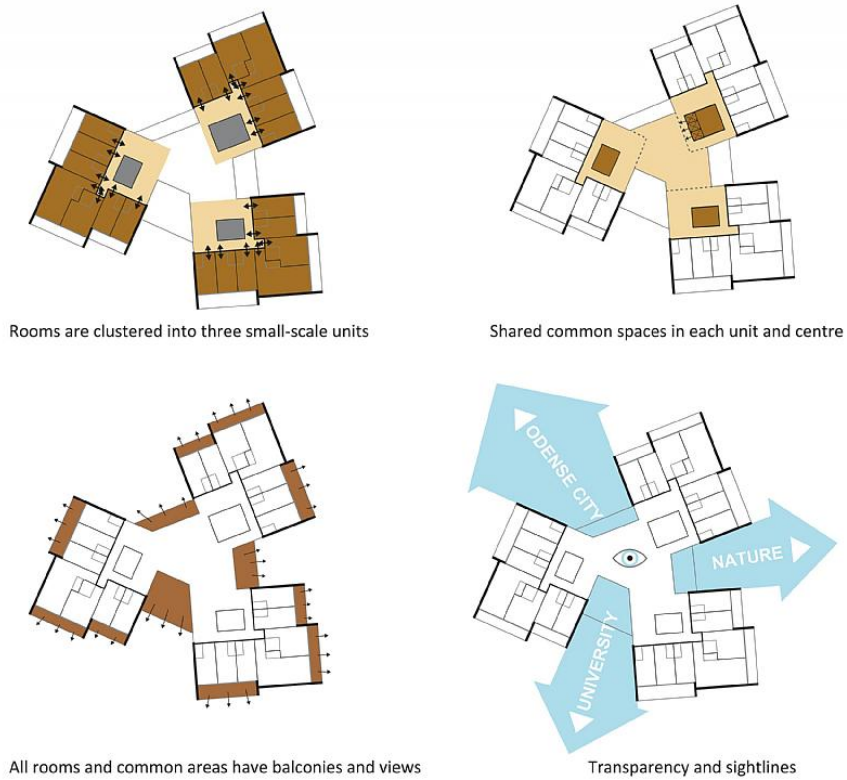 Rooms are clustered into three small-scale units
Shared common spaces in each unit and centre
ODENSE CITY
NATURE
UNIVERSITY
All rooms and common areas have balconies and views
Transparency and sightlines